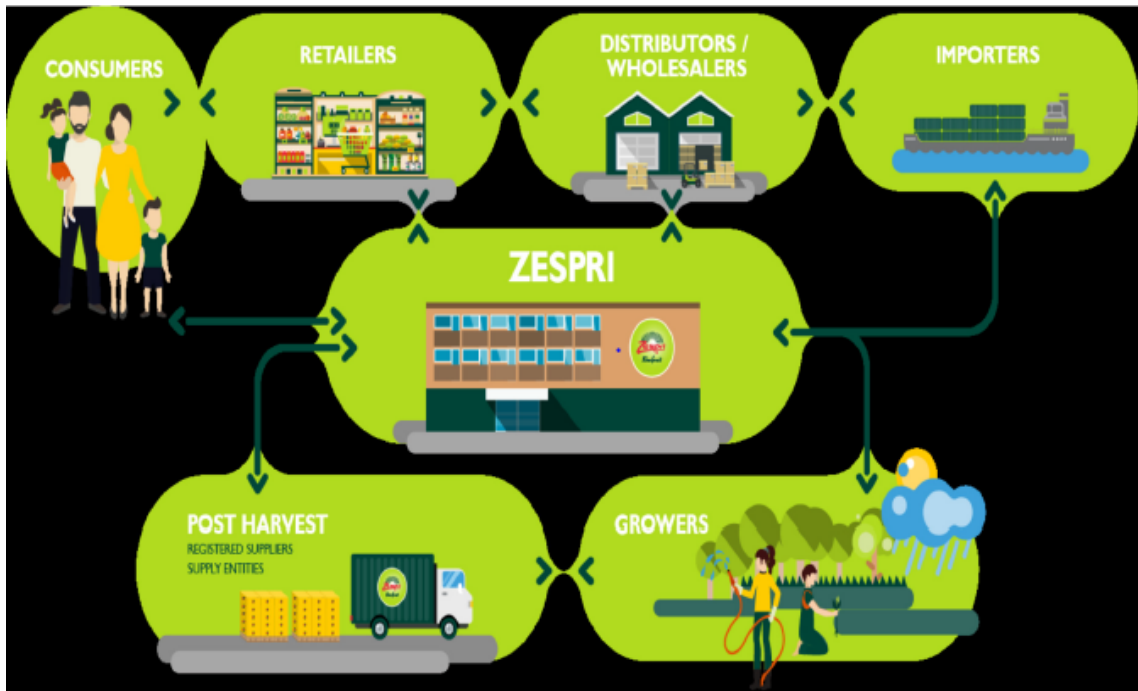 CONSUMERS
RETAILERS
DISTRIBUTORS /
WHOLESALERS
IMPORTERS
ZESPRI
POST HARVEST
REGISTERED SUPPLIERS
SUPPLY ENTITIES
GROWERS